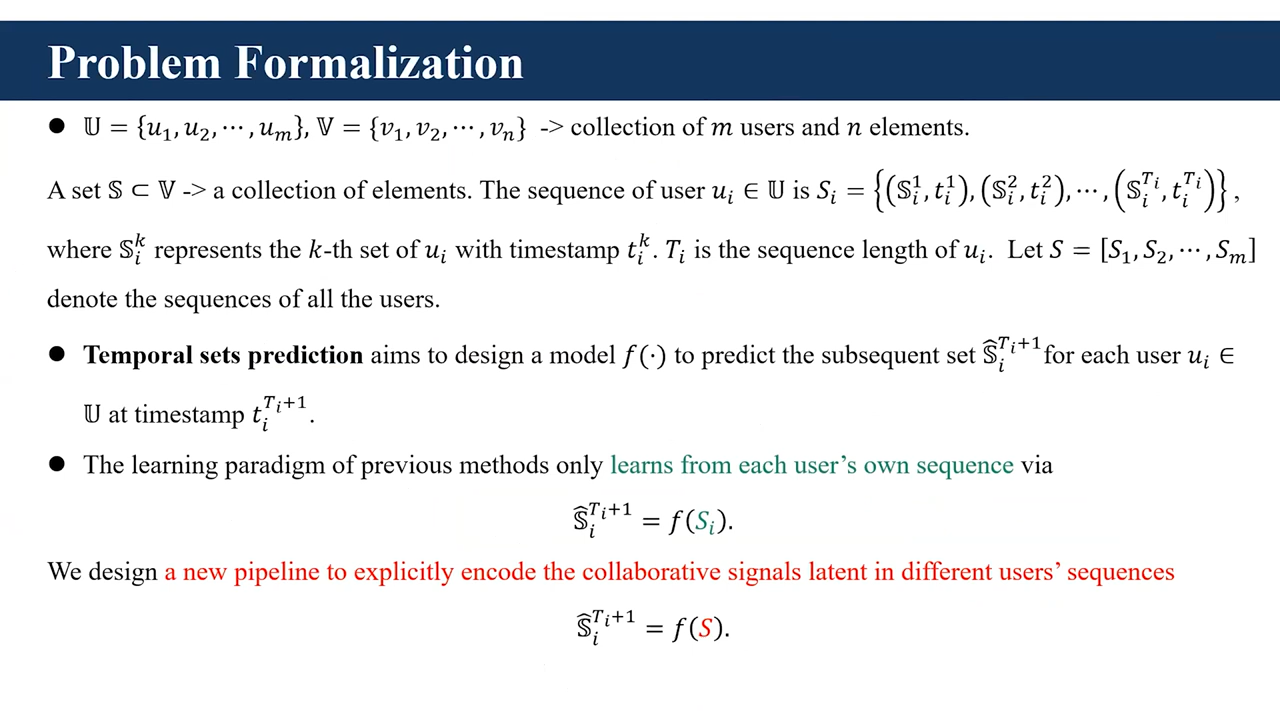 Problem Formalization
● 𝕌 = {u₁, u₂, ⋯, uₘ}, 𝕍 = {v₁, v₂, ⋯, vₙ} -> collection of m users and n elements.
A set 𝕊 ⊂ 𝕍 -> a collection of elements. The sequence of user uᵢ ∈ 𝕌 is Sᵢ = {(𝕊ᵢ¹, tᵢ¹), (𝕊ᵢ², tᵢ²), ⋯, (𝕊ᵢ^{Tᵢ}, tᵢ^{Tᵢ})},
where 𝕊ᵢᵏ represents the k-th set of uᵢ with timestamp tᵢᵏ. Tᵢ is the sequence length of uᵢ. Let S = [S₁, S₂, ⋯, Sₘ]
denote the sequences of all the users.
● Temporal sets prediction aims to design a model f(·) to predict the subsequent set 𝕊̂ᵢ^{Tᵢ+1} for each user uᵢ ∈
𝕌 at timestamp tᵢ^{Tᵢ+1}.
● The learning paradigm of previous methods only learns from each user’s own sequence via
𝕊̂ᵢ^{Tᵢ+1} = f(Sᵢ).
We design a new pipeline to explicitly encode the collaborative signals latent in different users’ sequences
𝕊̂ᵢ^{Tᵢ+1} = f(S).